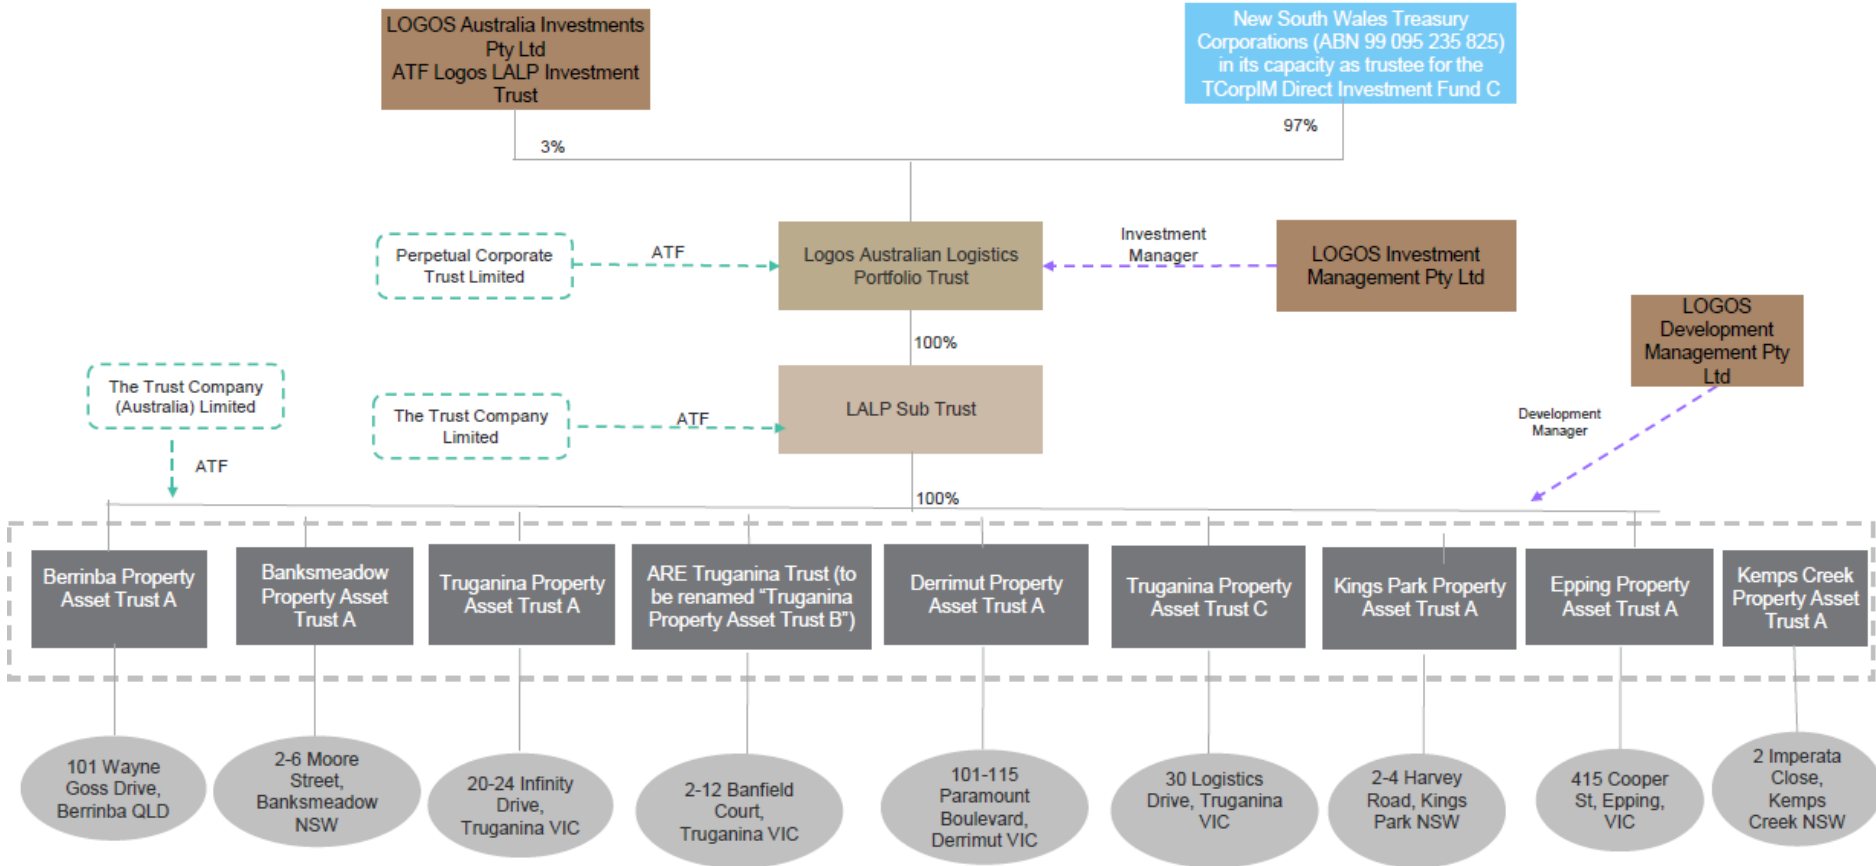 LOGOS Australia Investments
Pty Ltd
ATF Logos LALP Investment
Trust
New South Wales Treasury
Corporations (ABN 99 095 235 825)
in its capacity as trustee for the
TCorpIM Direct Investment Fund C
3%
97%
Perpetual Corporate
Trust Limited
ATF
Logos Australian Logistics
Portfolio Trust
Investment
Manager
LOGOS Investment
Management Pty Ltd
LOGOS
Development
Management Pty
Ltd
100%
The Trust Company
(Australia) Limited
ATF
The Trust Company
Limited
ATF
LALP Sub Trust
Development
Manager
100%
Berrinba Property
Asset Trust A
Banksmeadow
Property Asset
Trust A
Truganina Property
Asset Trust A
ARE Truganina Trust (to
be renamed “Truganina
Property Asset Trust B”)
Derrimut Property
Asset Trust A
Truganina Property
Asset Trust C
Kings Park Property
Asset Trust A
Epping Property
Asset Trust A
Kemps Creek
Property Asset
Trust A
101 Wayne
Goss Drive,
Berrinba QLD
2-6 Moore
Street,
Banksmeadow
NSW
20-24 Infinity
Drive,
Truganina VIC
2-12 Banfield
Court,
Truganina VIC
101-115
Paramount
Boulevard,
Derrimut VIC
30 Logistics
Drive, Truganina
VIC
2-4 Harvey
Road, Kings
Park NSW
415 Cooper
St, Epping,
VIC
2 Imperata
Close,
Kemps
Creek NSW